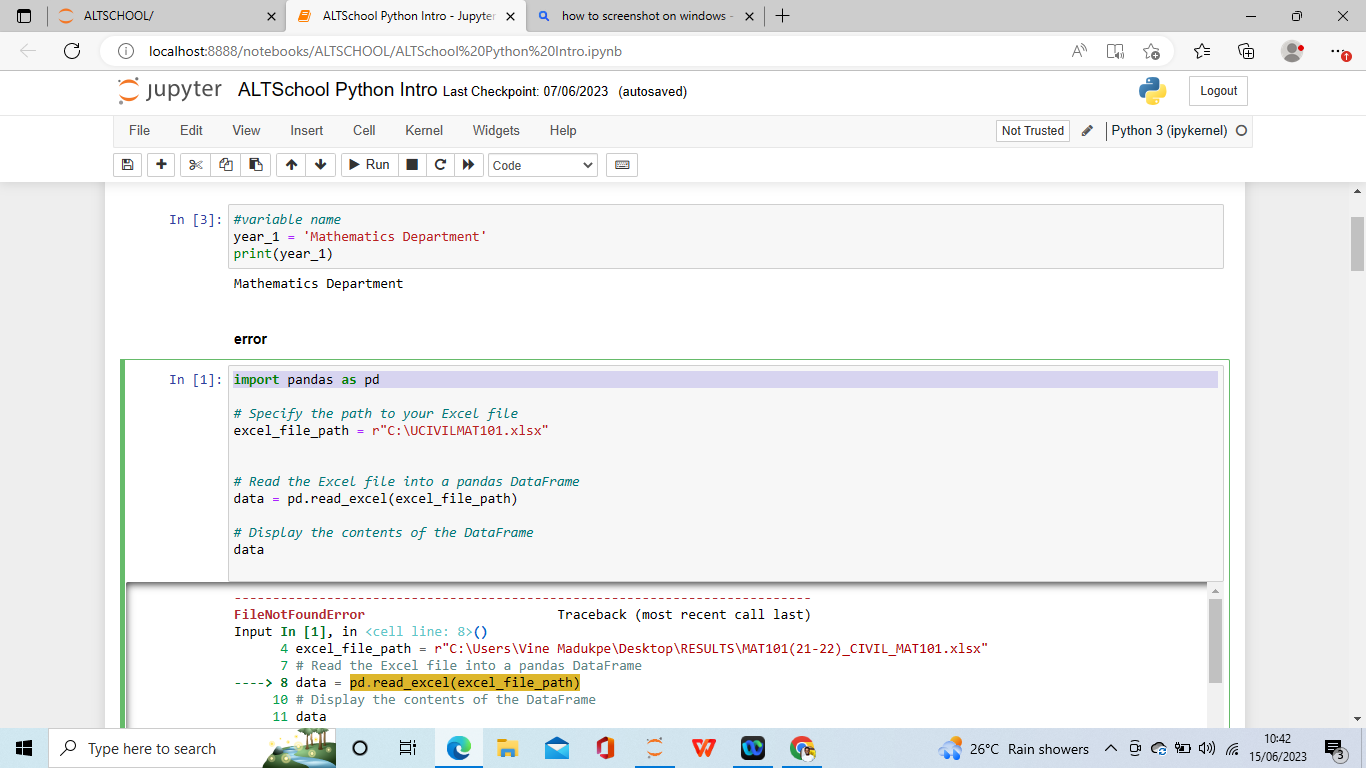 ALTSchool/
ALTSchool Python Intro - Jupyter
how to screenshot on windows -
localhost:8888/notebooks/ALTSCHOOL/ALTSchool%20Python%20Intro.ipynb
jupyter ALTSchool Python Intro Last Checkpoint: 07/06/2023 (autosaved)
Logout
File Edit View Insert Cell Kernel Widgets Help
Not Trusted
Python 3 (ipykernel)
Run
Code
In [3]:
#variable name
year_1 = 'Mathematics Department'
print(year_1)
Mathematics Department
error
In [1]:
import pandas as pd
# Specify the path to your Excel file
excel_file_path = r"C:\UCIVILMAT101.xlsx"
# Read the Excel file into a pandas DataFrame
data = pd.read_excel(excel_file_path)
# Display the contents of the DataFrame
data
---------------------------------------------------------------------------
FileNotFoundError Traceback (most recent call last)
Input In [1], in <cell line: 8>()
4 excel_file_path = r"C:\Users\Vine Madukpe\Desktop\RESULTS\MAT101(21-22)_CIVIL_MAT101.xlsx"
7 # Read the Excel file into a pandas DataFrame
----> 8 data = pd.read_excel(excel_file_path)
10 # Display the contents of the DataFrame
11 data
Type here to search
26°C Rain showers
10:42
15/06/2023
3